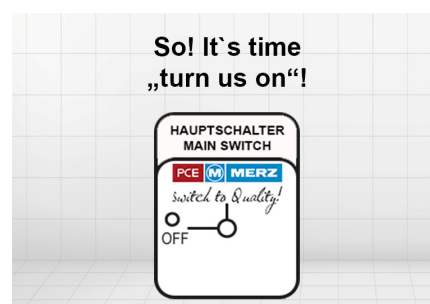 So! It`s time
„turn us on“!
HAUPTSCHALTER
MAIN SWITCH
PCE M MERZ
Switch to Quality!
OFF